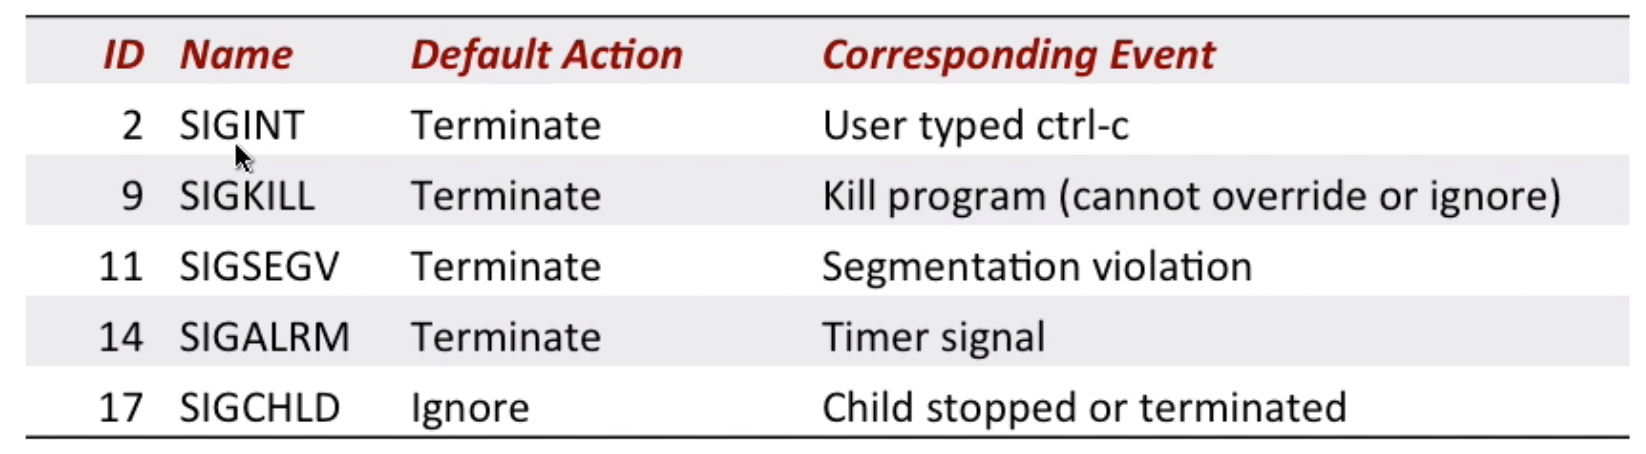 ID Name Default Action Corresponding Event
2 SIGINT Terminate User typed ctrl-c
9 SIGKILL Terminate Kill program (cannot override or ignore)
11 SIGSEGV Terminate Segmentation violation
14 SIGALRM Terminate Timer signal
17 SIGCHLD Ignore Child stopped or terminated